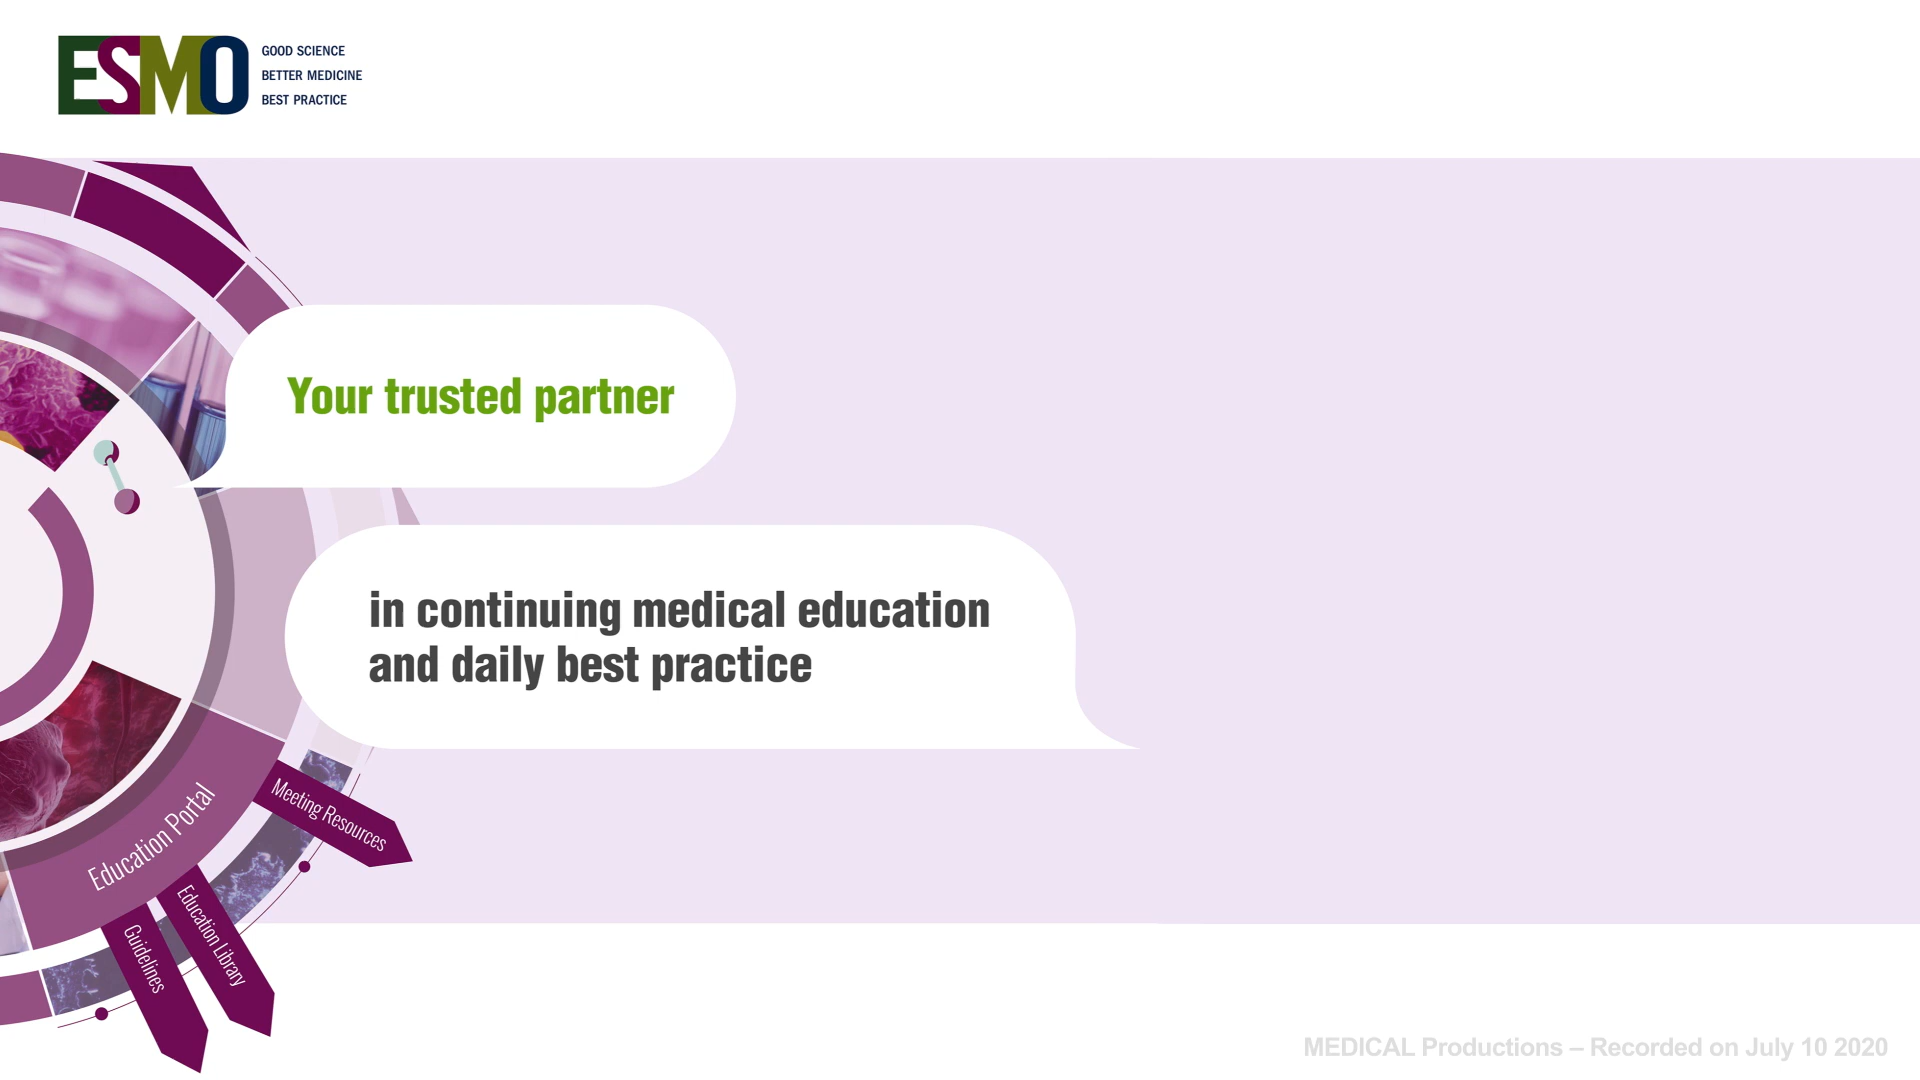 ESMO
GOOD SCIENCE
BETTER MEDICINE
BEST PRACTICE
Your trusted partner
in continuing medical education
and daily best practice
Meeting Resources
Education Portal
Education Library
Guidelines
MEDICAL Productions – Recorded on July 10 2020